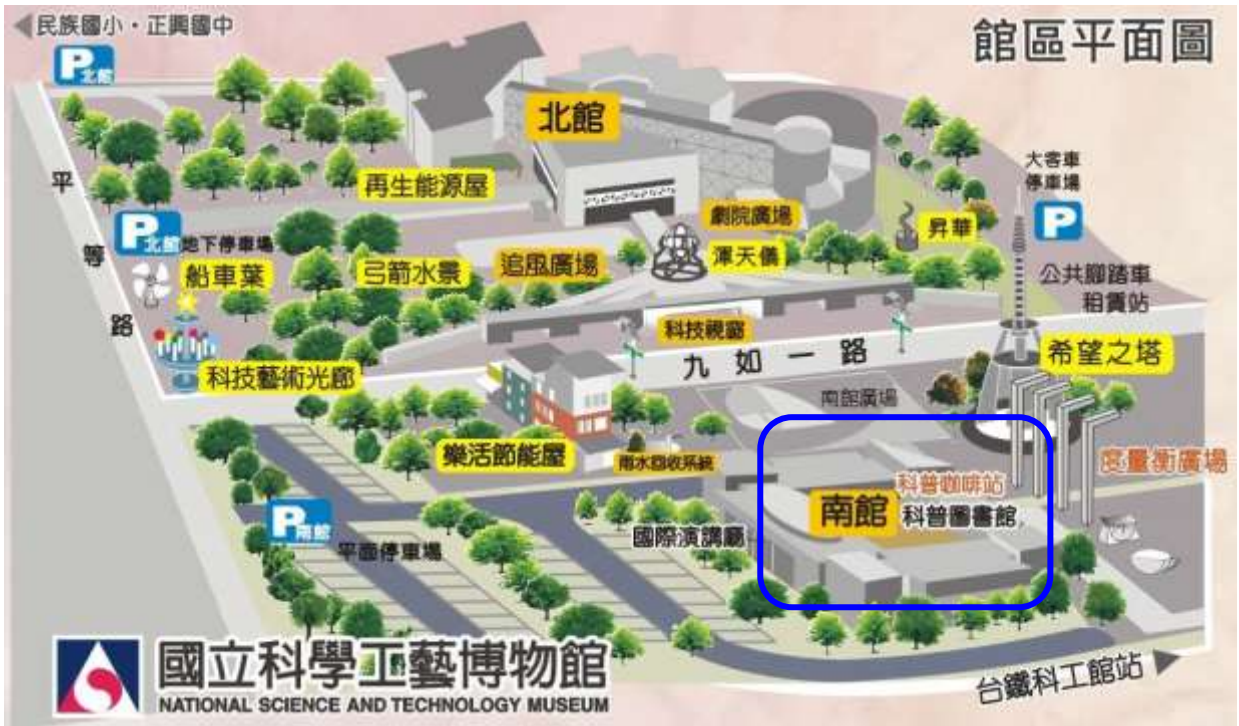 民族國小・正興國中
館區平面圖
P北館
北館
大客車
停車場
P
平等路
再生能源屋
劇院廣場
昇華
P北館
地下停車場
渾天儀
船車葉
弓箭水景
追風廣場
公共腳踏車
租賃站
科技視窗
九如一路
希望之塔
科技藝術光廊
南館廣場
樂活節能屋
雨水回收系統
度量衡廣場
科普咖啡站
南館
科普圖書館
P南館
平面停車場
國際演講廳
國立科學工藝博物館
NATIONAL SCIENCE AND TECHNOLOGY MUSEUM
台鐵科工館站